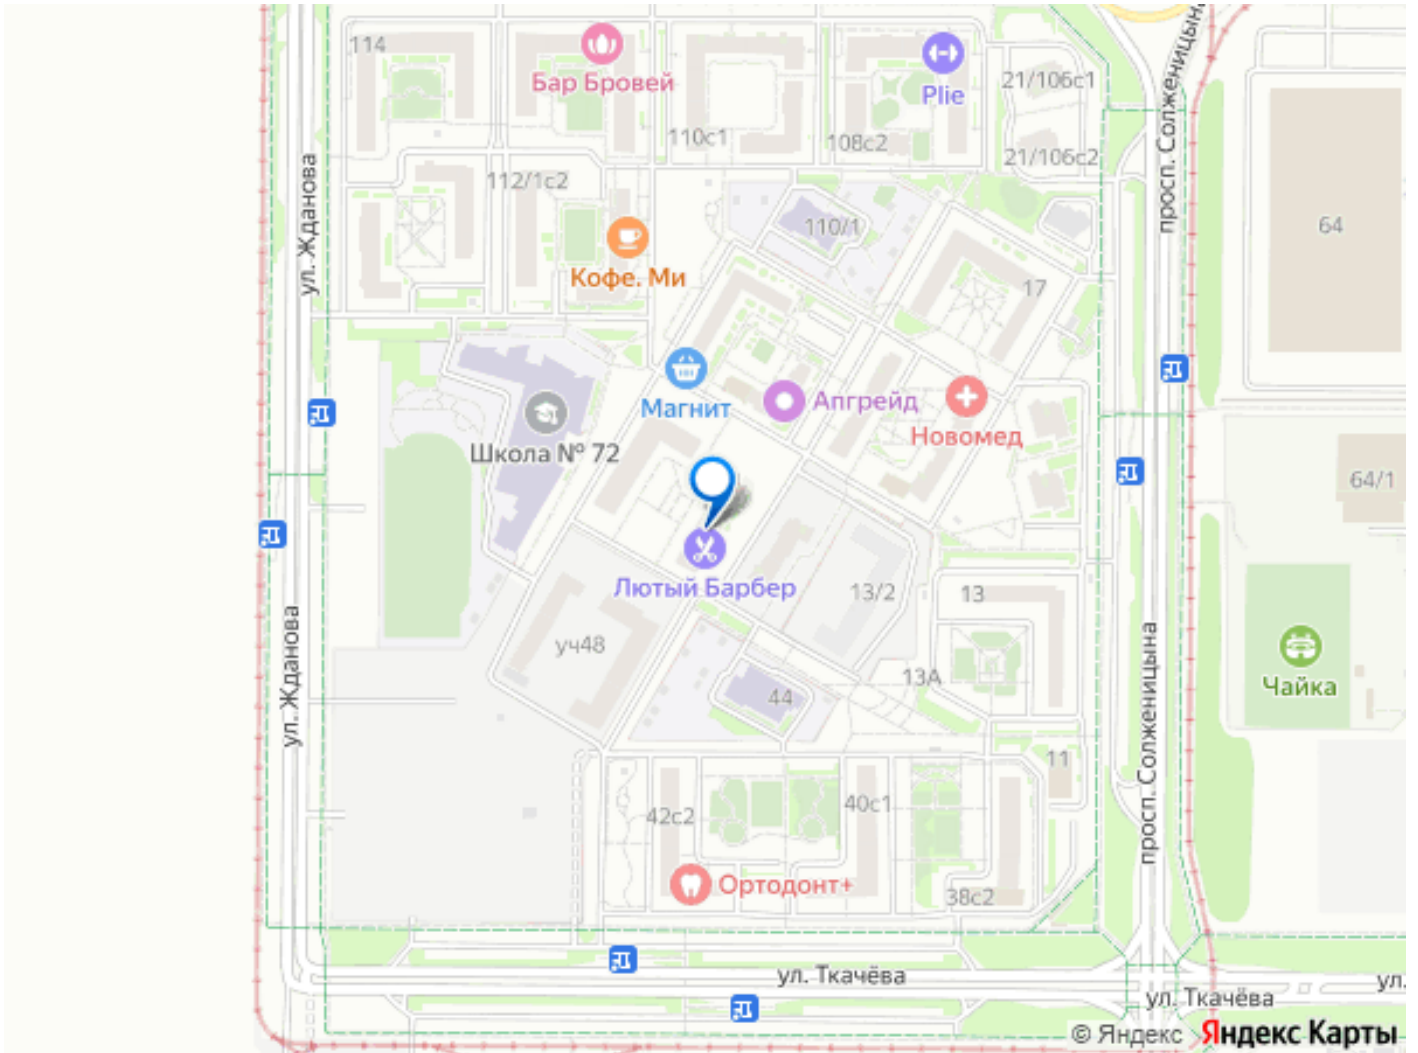 114
Бар Бровей
Plie
21/106с1
110с1
108с2
21/106с2
просп. Солженицына
ул. Жданова
112/1с2
110/1
64
Кофе. Ми
17
Магнит
Апгрейд
Новомед
Школа № 72
64/1
Лютый Барбер
13/2
13
уч48
ул. Жданова
13А
44
Чайка
просп. Солженицына
11
42с2
40с1
Ортодонт+
38с2
ул. Ткачёва
ул. Ткачёва
ул.
© Яндекс Яндекс Карты